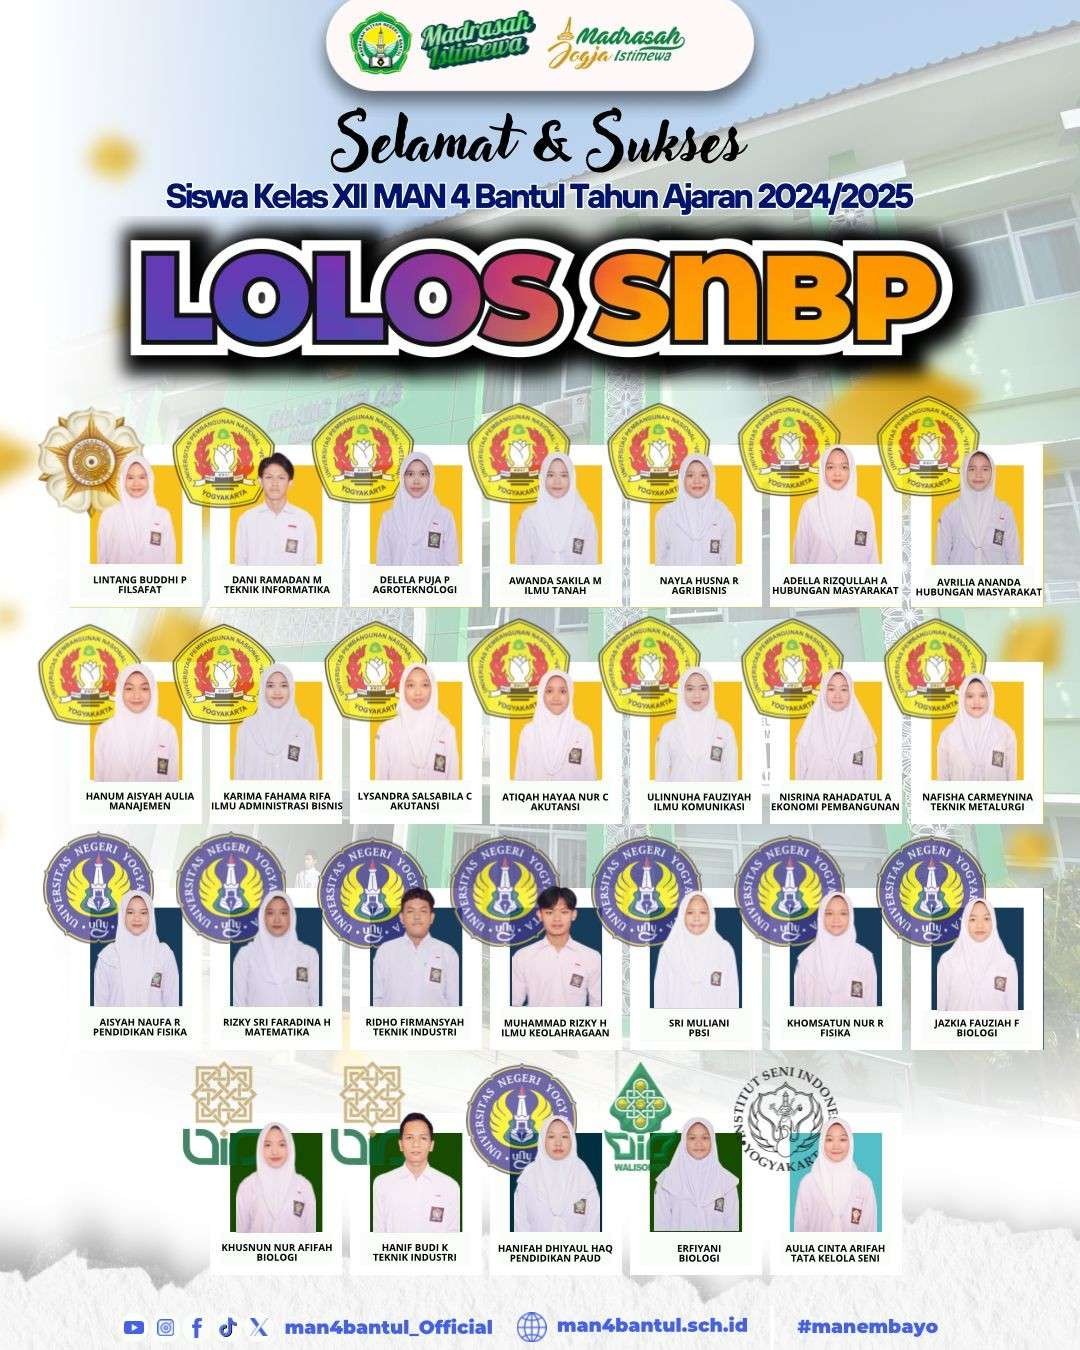 Madrasah
Istimewa
Madrasah
Jogja Istimewa
Selamat & Sukses
Siswa Kelas XII MAN 4 Bantul Tahun Ajaran 2024/2025
LOLOS SNBP
LINTANG BUDDHI P
FILSAFAT
DANI RAMADAN M
TEKNIK INFORMATIKA
DELELA PUJA P
AGROTEKNOLOGI
AWANDA SAKILA M
ILMU TANAH
NAYLA HUSNA R
AGRIBISNIS
ADELLA RIZQULLAH A
HUBUNGAN MASYARAKAT
AVRILIA ANANDA
HUBUNGAN MASYARAKAT
HANUM AISYAH AULIA
MANAJEMEN
KARIMA FAHAMA RIFA
ILMU ADMINISTRASI BISNIS
LYSANDRA SALSABILA C
AKUTANSI
ATIQAH HAYAA NUR C
AKUTANSI
ULINNUHA FAUZIYAH
ILMU KOMUNIKASI
NISRINA RAHADATUL A
EKONOMI PEMBANGUNAN
NAFISHA CARMEYNINA
TEKNIK METALURGI
AISYAH NAUFA R
PENDIDIKAN FISIKA
RIZKY SRI FARADINA H
MATEMATIKA
RIDHO FIRMANSYAH
TEKNIK INDUSTRI
MUHAMMAD RIZKY H
ILMU KEOLAHRAGAAN
SRI MULIANI
PBSI
KHOMSATUN NUR R
FISIKA
JAZKIA FAUZIAH F
BIOLOGI
WALISO
INSTITUT SENI INDONES
YOGYAKARTA
KHUSNUN NUR AFIFAH
BIOLOGI
HANIF BUDI K
TEKNIK INDUSTRI
HANIFAH DHIYAUL HAQ
PENDIDIKAN PAUD
ERFIYANI
BIOLOGI
AULIA CINTA ARIFAH
TATA KELOLA SENI
man4bantul_Official
man4bantul.sch.id
#manembayo